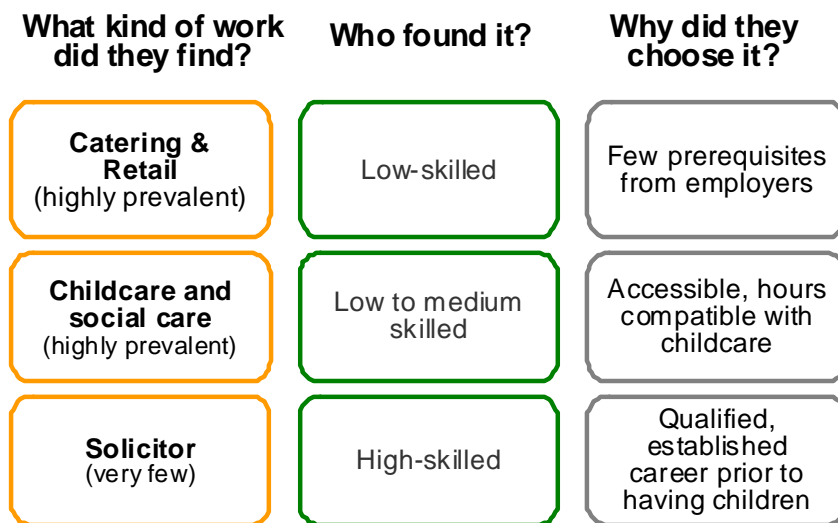 What kind of work
did they find?
Who found it?
Why did they
choose it?
Catering &
Retail
(highly prevalent)
Low-skilled
Few prerequisites
from employers
Childcare and
social care
(highly prevalent)
Low to medium
skilled
Accessible, hours
compatible with
childcare
Solicitor
(very few)
High-skilled
Qualified,
established
career prior to
having children